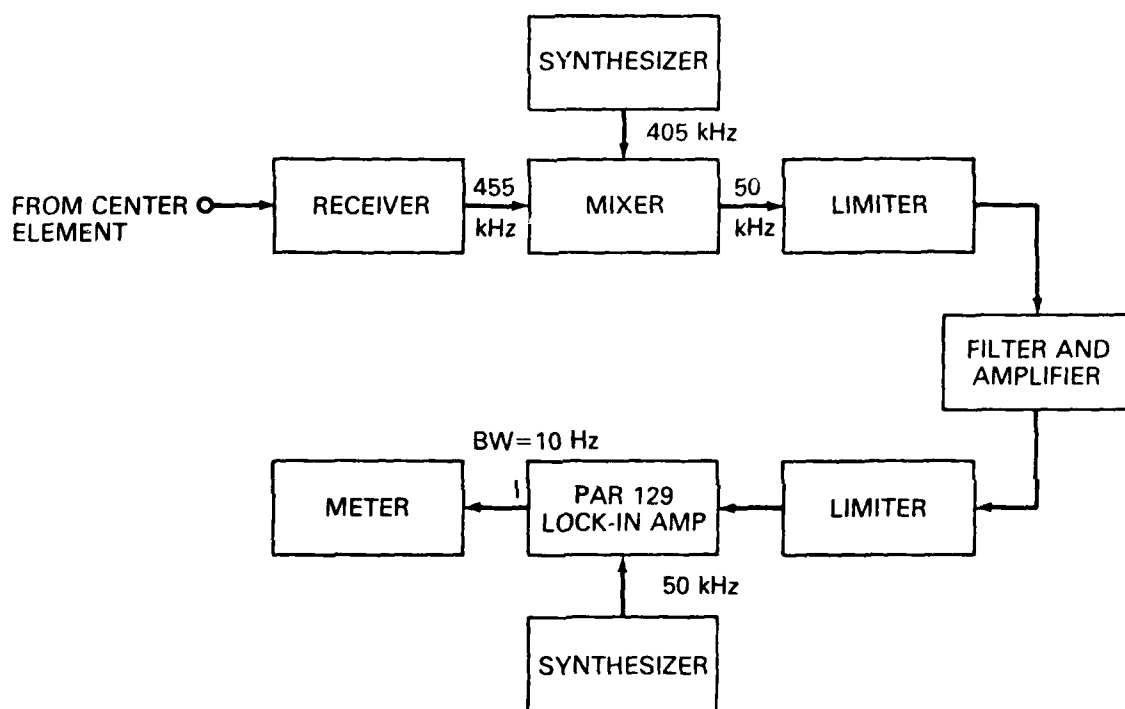 SYNTHESIZER
405 kHz
FROM CENTER
ELEMENT
RECEIVER
455
kHz
MIXER
50
kHz
LIMITER
FILTER AND
AMPLIFIER
BW=10 Hz
METER
I
PAR 129
LOCK-IN AMP
LIMITER
50 kHz
SYNTHESIZER